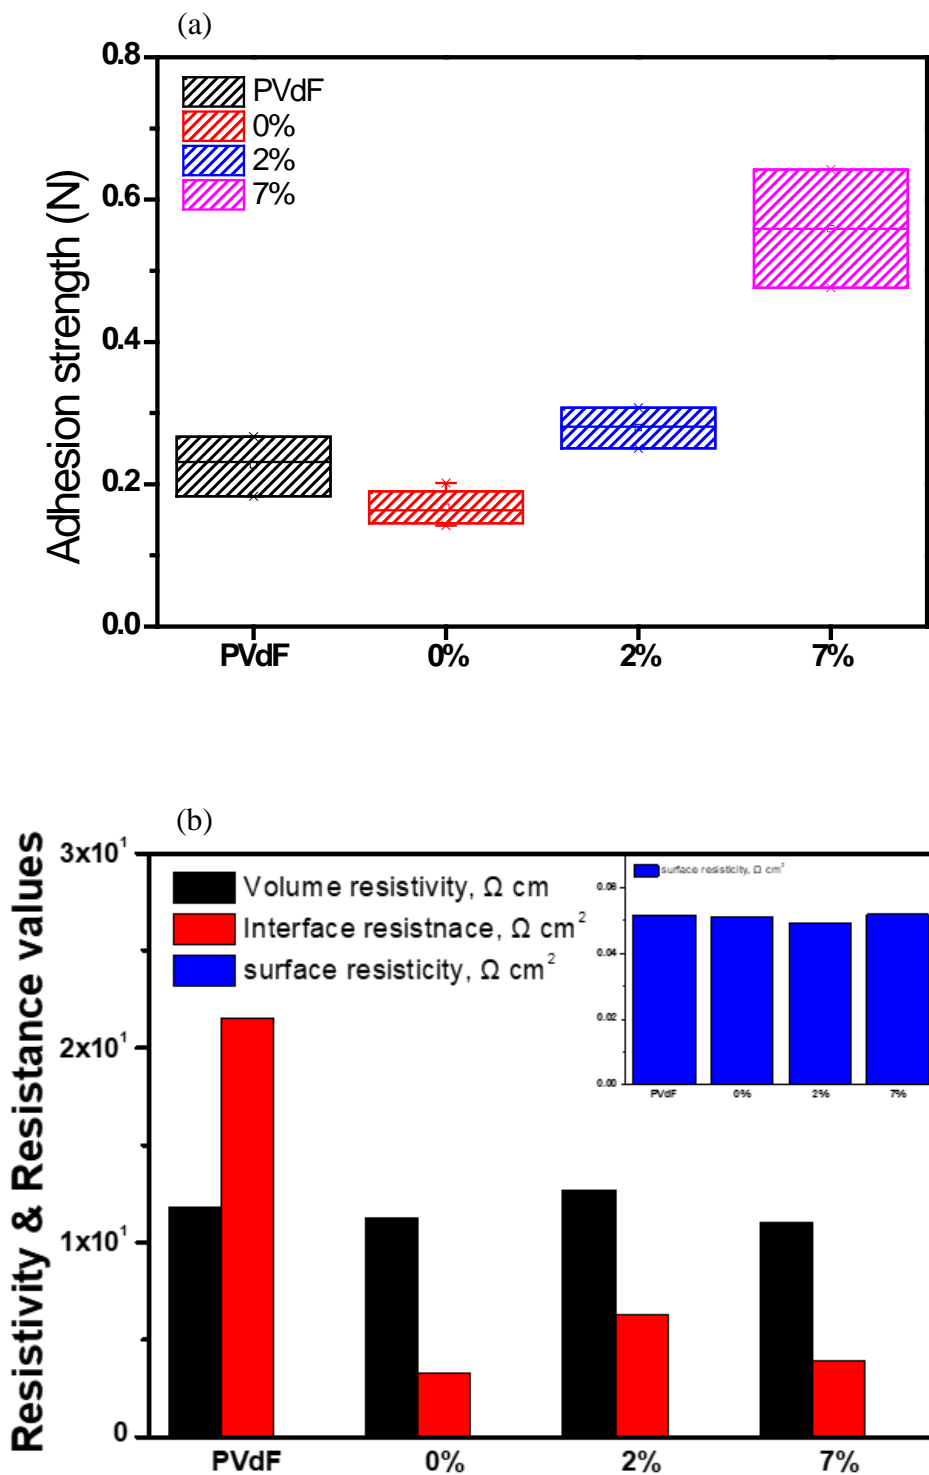 (a)
Adhesion strength (N)
0.8
0.6
0.4
0.2
0.0
PVdF
0%
2%
7%
PVdF 0% 2% 7%
(b)
Resistivity & Resistance values
3x10¹
2x10¹
1x10¹
0
Volume resistivity, Ω cm
Interface resistnace, Ω cm²
surface resisticity, Ω cm²
surface resisticity, Ω cm²
0.06
0.04
0.02
0.00
PVdF 0% 2% 7%
PVdF 0% 2% 7%